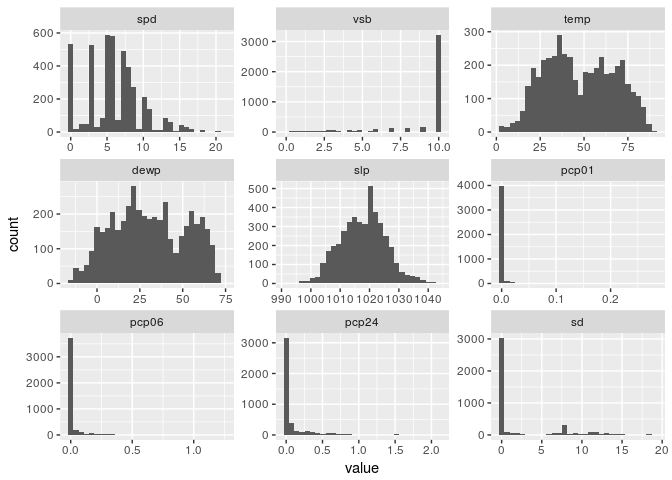 spd vsb temp
600 400 200 0 3000 2000 1000 0 300 200 100 0
0 5 10 15 20 0.0 2.5 5.0 7.5 10.0 0 25 50 75
dewp slp pcp01
200 100 0 500 400 300 200 100 0 4000 3000 2000 1000 0
0 25 50 75 990 1000 1010 1020 1030 1040 0.0 0.1 0.2
pcp06 pcp24 sd
3000 2000 1000 0 3000 2000 1000 0 3000 2000 1000 0
0.0 0.5 1.0 0.0 0.5 1.0 1.5 2.0 0 5 10 15 20
count
value